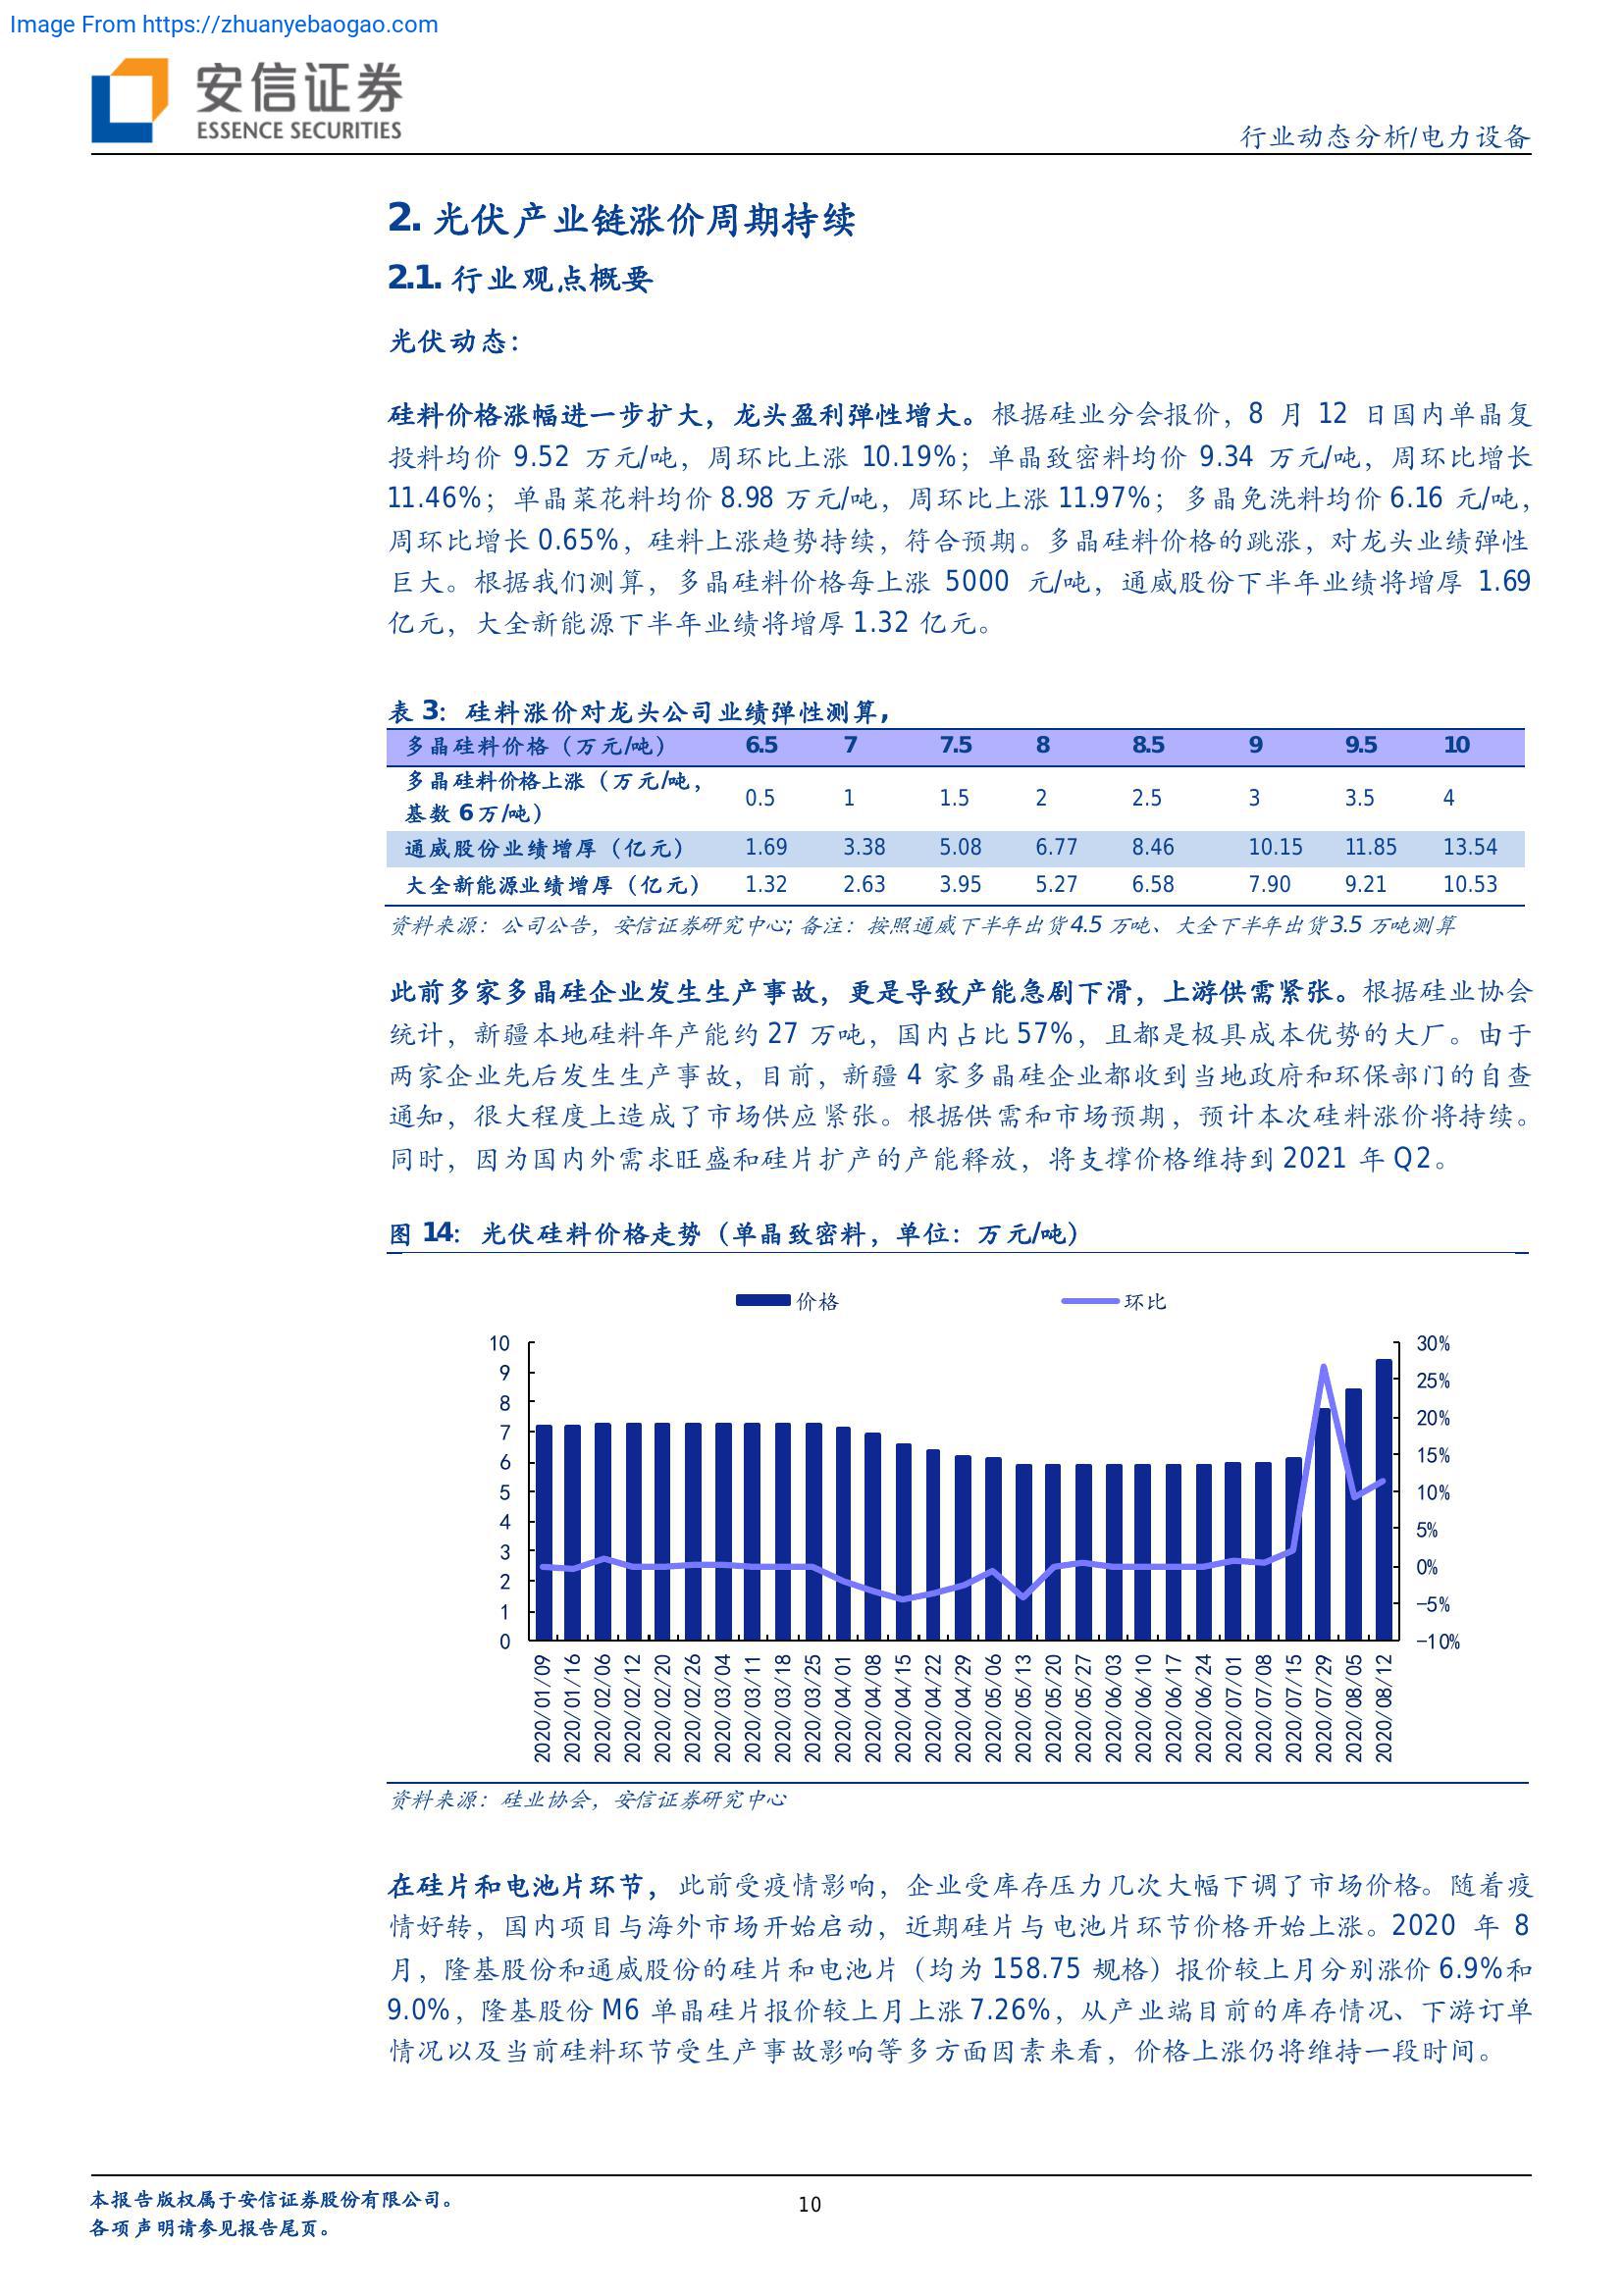 Image From https://zhuanyebaogao.com
安信证券
ESSENCE SECURITIES
行业动态分析/电力设备
2. 光伏产业链涨价周期持续
2.1. 行业观点概要
光伏动态：
硅料价格涨幅进一步扩大，龙头盈利弹性增大。根据硅业分会报价，8 月 12 日国内单晶复
投料均价 9.52 万元/吨，周环比上涨 10.19%；单晶致密料均价 9.34 万元/吨，周环比增长
11.46%；单晶菜花料均价 8.98 万元/吨，周环比上涨 11.97%；多晶免洗料均价 6.16 元/吨，
周环比增长 0.65%，硅料上涨趋势持续，符合预期。多晶硅料价格的跳涨，对龙头业绩弹性
巨大。根据我们测算，多晶硅料价格每上涨 5000 元/吨，通威股份下半年业绩将增厚 1.69
亿元，大全新能源下半年业绩将增厚 1.32 亿元。
表 3：硅料涨价对龙头公司业绩弹性测算，
多晶硅料价格（万元/吨） 6.5 7 7.5 8 8.5 9 9.5 10
多晶硅料价格上涨（万元/吨，
基数 6 万/吨） 0.5 1 1.5 2 2.5 3 3.5 4
通威股份业绩增厚（亿元） 1.69 3.38 5.08 6.77 8.46 10.15 11.85 13.54
大全新能源业绩增厚（亿元） 1.32 2.63 3.95 5.27 6.58 7.90 9.21 10.53
资料来源：公司公告，安信证券研究中心；备注：按照通威下半年出货 4.5 万吨、大全下半年出货 3.5 万吨测算
此前多家多晶硅企业发生生产事故，更是导致产能急剧下滑，上游供需紧张。根据硅业协会
统计，新疆本地硅料年产能约 27 万吨，国内占比 57%，且都是极具成本优势的大厂。由于
两家企业先后发生生产事故，目前，新疆 4 家多晶硅企业都收到当地政府和环保部门的自查
通知，很大程度上造成了市场供应紧张。根据供需和市场预期，预计本次硅料涨价将持续。
同时，因为国内外需求旺盛和硅片扩产的产能释放，将支撑价格维持到 2021 年 Q2。
图 14：光伏硅料价格走势（单晶致密料，单位：万元/吨）
价格 环比
10 30%
9 25%
8 20%
7 15%
6 10%
5 5%
4 0%
3 -5%
2 -10%
1
0
2020/01/09
2020/01/16
2020/02/06
2020/02/12
2020/02/20
2020/02/26
2020/03/04
2020/03/11
2020/03/18
2020/03/25
2020/04/01
2020/04/08
2020/04/15
2020/04/22
2020/04/29
2020/05/06
2020/05/13
2020/05/20
2020/05/27
2020/06/03
2020/06/10
2020/06/17
2020/06/24
2020/07/01
2020/07/08
2020/07/15
2020/07/29
2020/08/05
2020/08/12
资料来源：硅业协会，安信证券研究中心
在硅片和电池片环节，此前受疫情影响，企业受库存压力几次大幅下调了市场价格。随着疫
情好转，国内项目与海外市场开始启动，近期硅片与电池片环节价格开始上涨。2020 年 8
月，隆基股份和通威股份的硅片和电池片（均为 158.75 规格）报价较上月分别涨价 6.9%和
9.0%，隆基股份 M6 单晶硅片报价较上月上涨 7.26%，从产业端目前的库存情况、下游订单
情况以及当前硅料环节受生产事故影响等多方面因素来看，价格上涨仍将维持一段时间。
本报告版权属于安信证券股份有限公司。
各项声明请参见报告尾页。
10